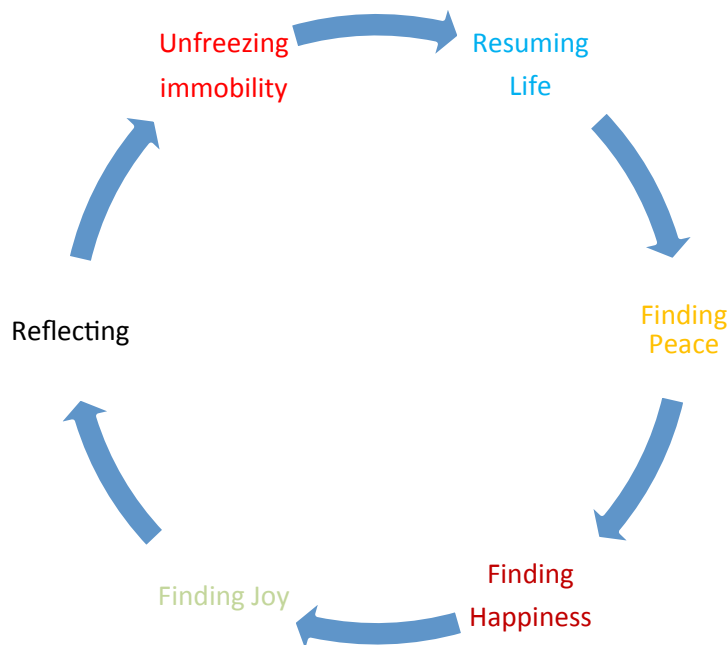 Unfreezing
immobility
Resuming
Life
Finding
Peace
Finding
Happiness
Finding Joy
Reflecting